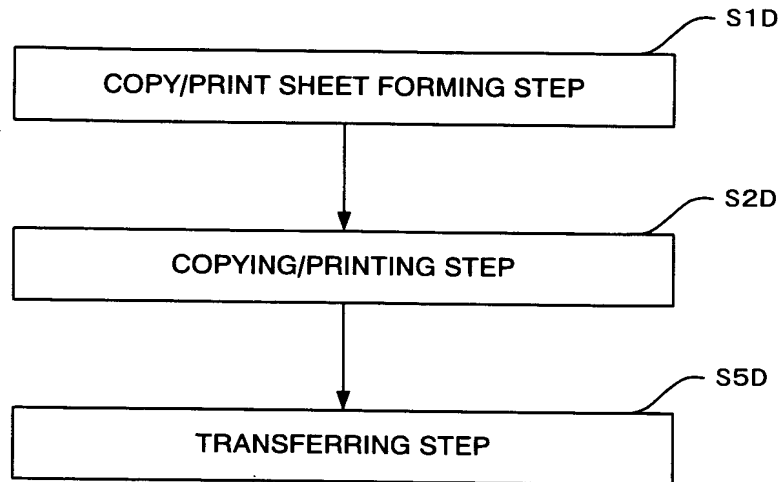 S1D
COPY/PRINT SHEET FORMING STEP
S2D
COPYING/PRINTING STEP
S5D
TRANSFERRING STEP